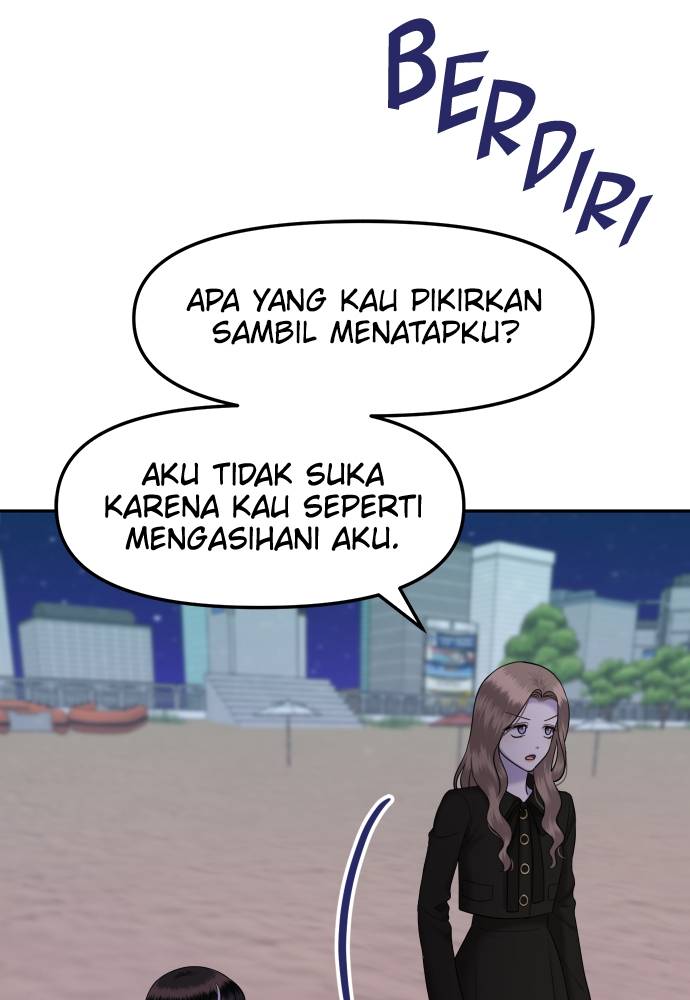 BERDIRI
APA YANG KAU PIKIRKAN
SAMBIL MENATAPKU?
AKU TIDAK SUKA
KARENA KAU SEPERTI
MENGASIHANI AKU.